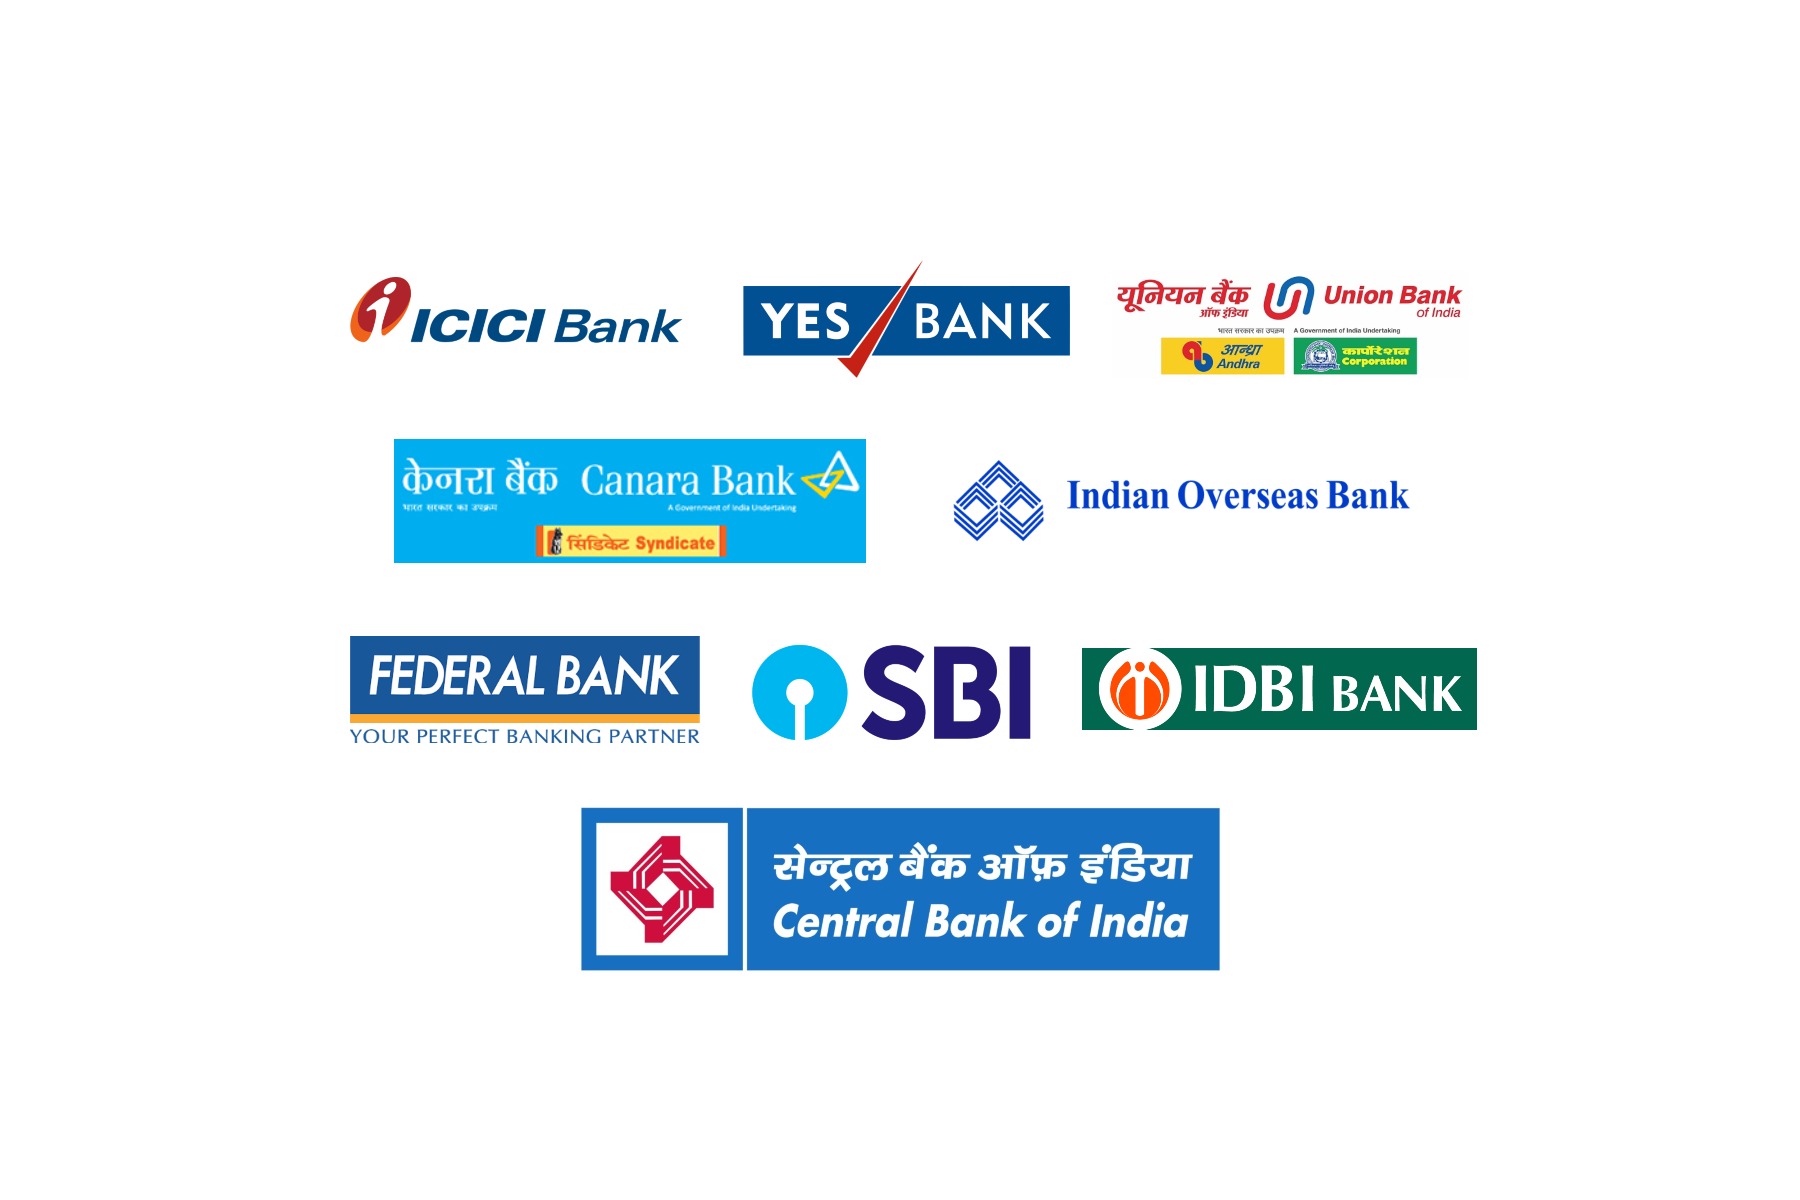 ICICI Bank
YES BANK
यूनियन बैंक Union Bank
ऑफ इंडिया of India
भारत सरकार का उपक्रम A Government of India Undertaking
आन्ध्रा
Andhra
कार्पोरेशन
Corporation
केनरा बैंक Canara Bank
भारत सरकार का उपक्रम A Government of India Undertaking
सिंडिकेट Syndicate
Indian Overseas Bank
FEDERAL BANK
YOUR PERFECT BANKING PARTNER
SBI
IDBI BANK
सेन्ट्रल बैंक ऑफ़ इंडिया
Central Bank of India